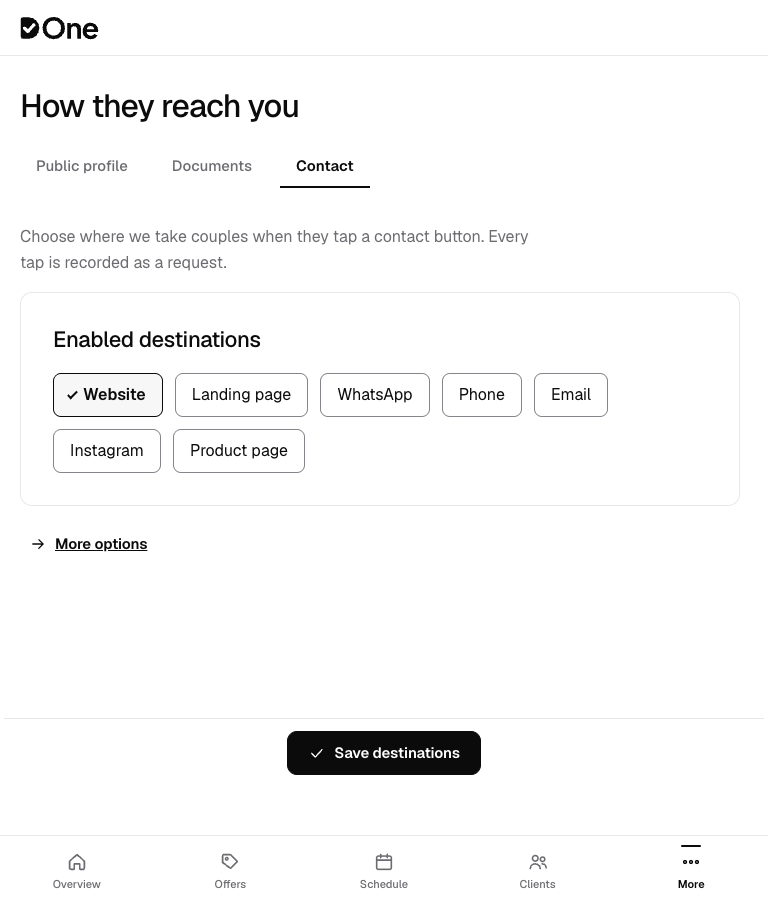 One
How they reach you
Public profile
Documents
Contact
Choose where we take couples when they tap a contact button. Every
tap is recorded as a request.
Enabled destinations
Website
Landing page
WhatsApp
Phone
Email
Instagram
Product page
More options
Save destinations
Overview
Offers
Schedule
Clients
More